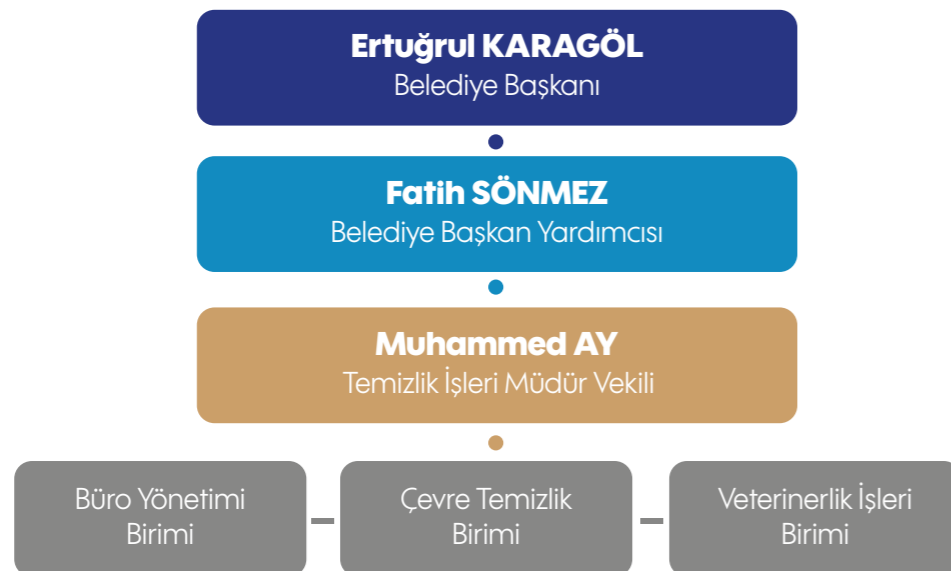 Ertuğrul KARAGÖL
Belediye Başkanı
Fatih SÖNMEZ
Belediye Başkan Yardımcısı
Muhammed AY
Temizlik İşleri Müdür Vekili
Büro Yönetimi
Birimi
Çevre Temizlik
Birimi
Veterinerlik İşleri
Birimi